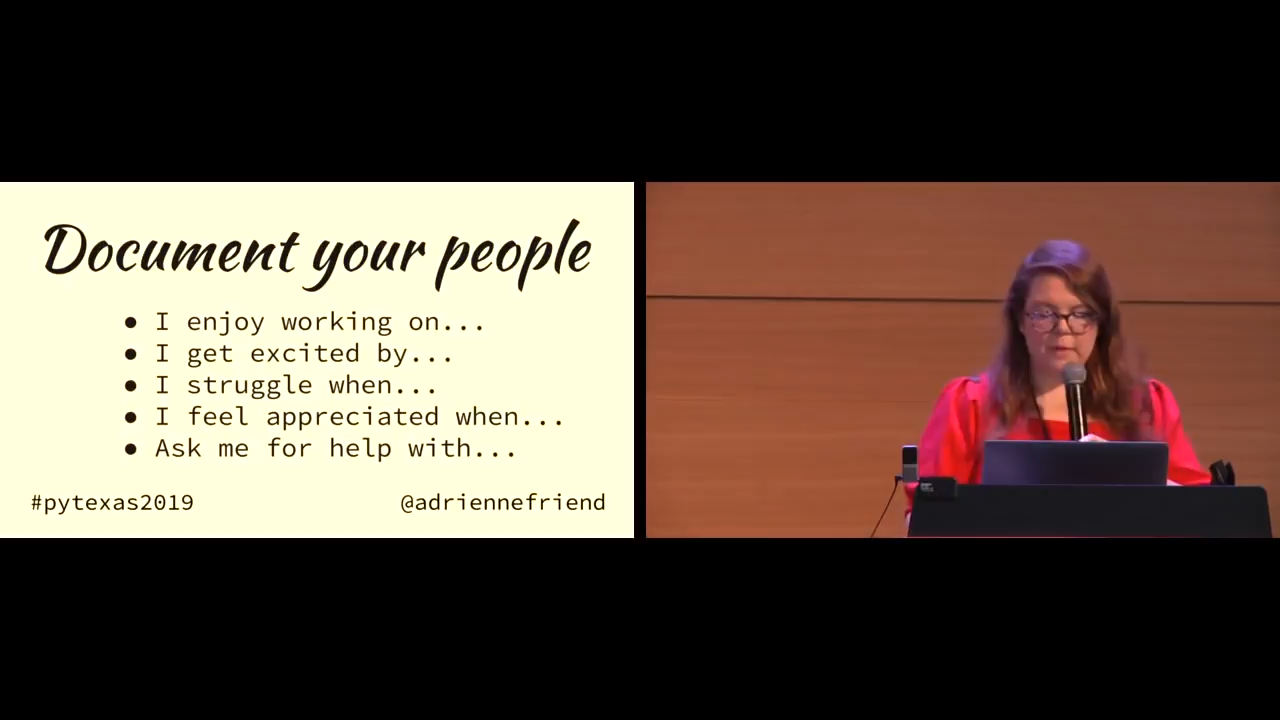 Document your people
● I enjoy working on...
● I get excited by...
● I struggle when...
● I feel appreciated when...
● Ask me for help with...
#pytexas2019
@adriennefriend